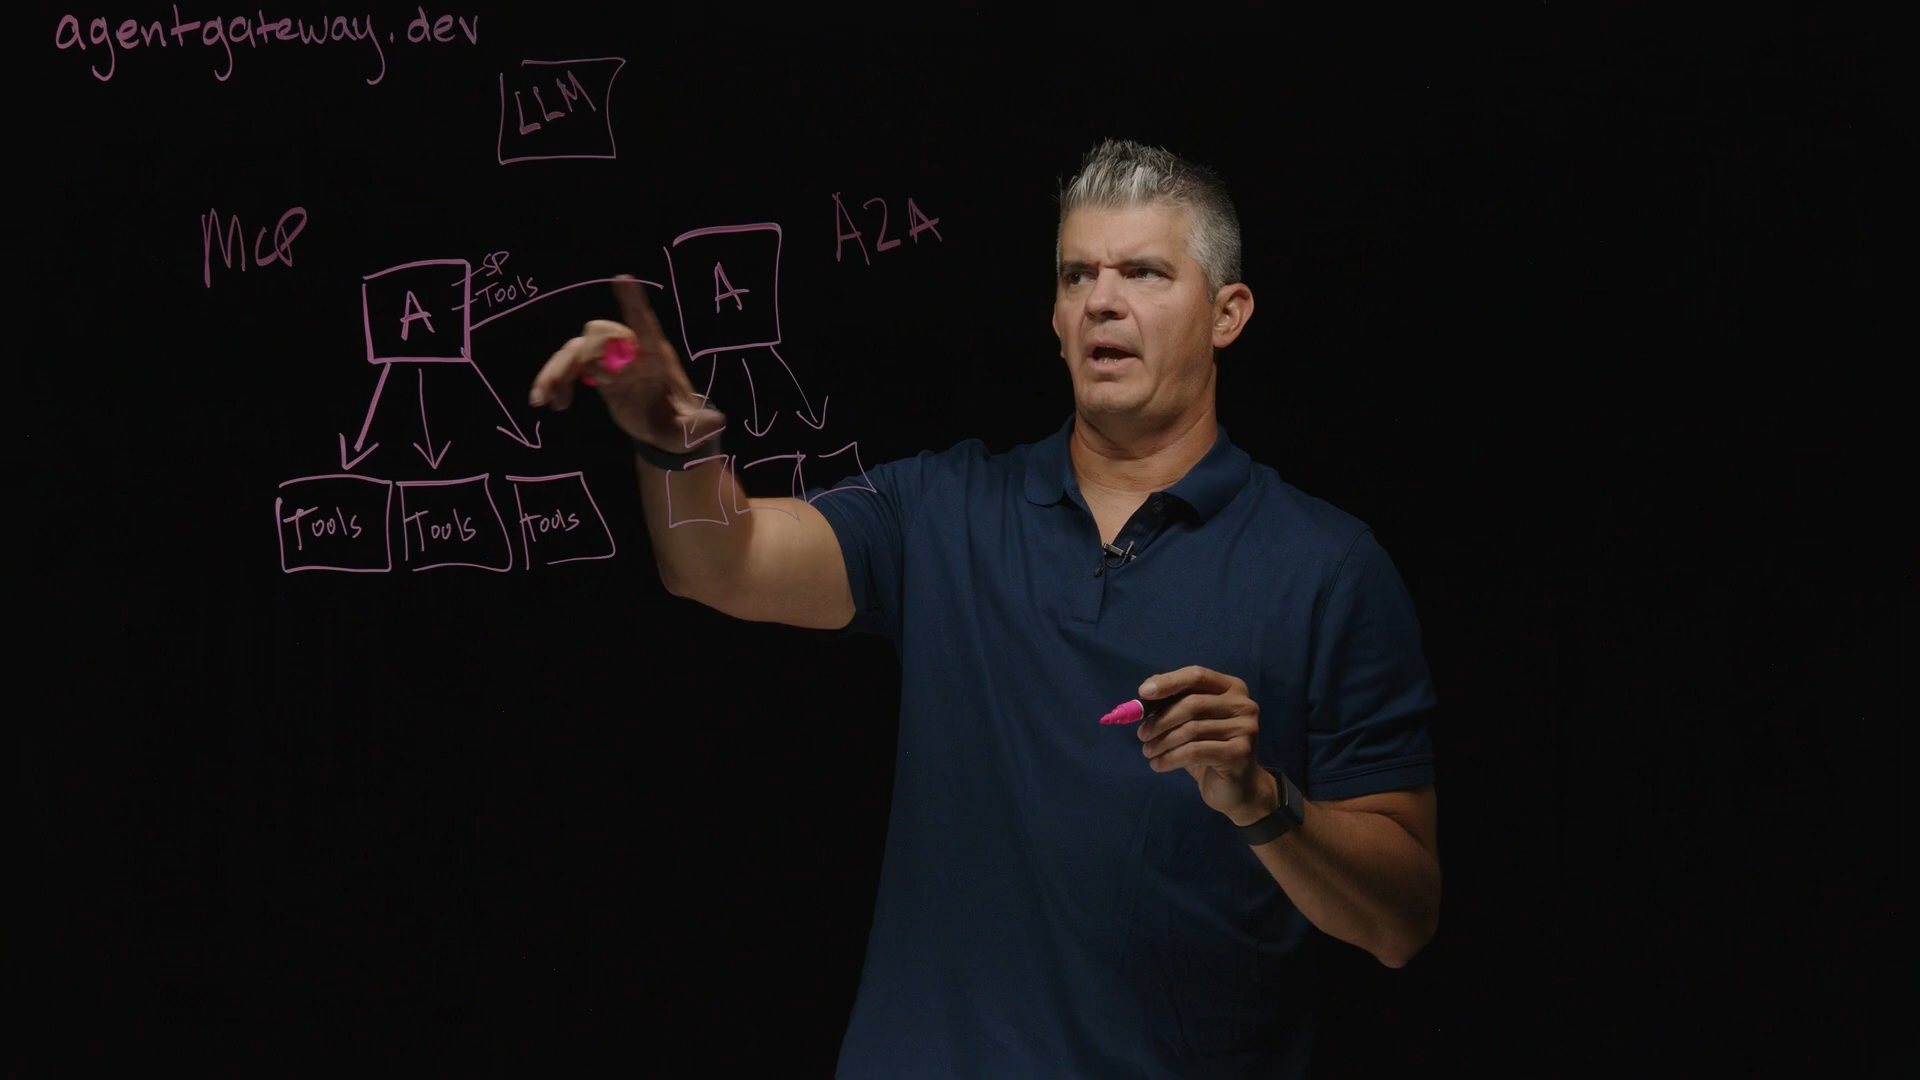 agentgateway.dev
LLM
MCP
A2A
A
SP
Tools
A
Tools
Tools
Tools